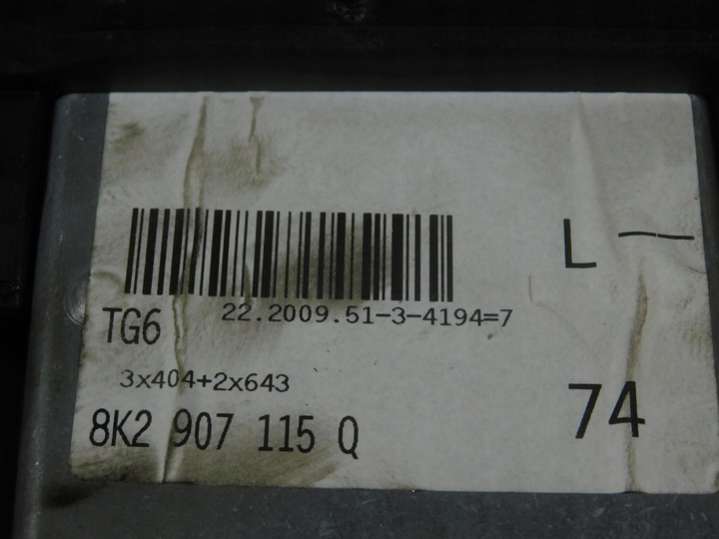 L —
22.2009.51-3-4194=7
TG6
3x404+2x643
74
8K2 907 115 Q